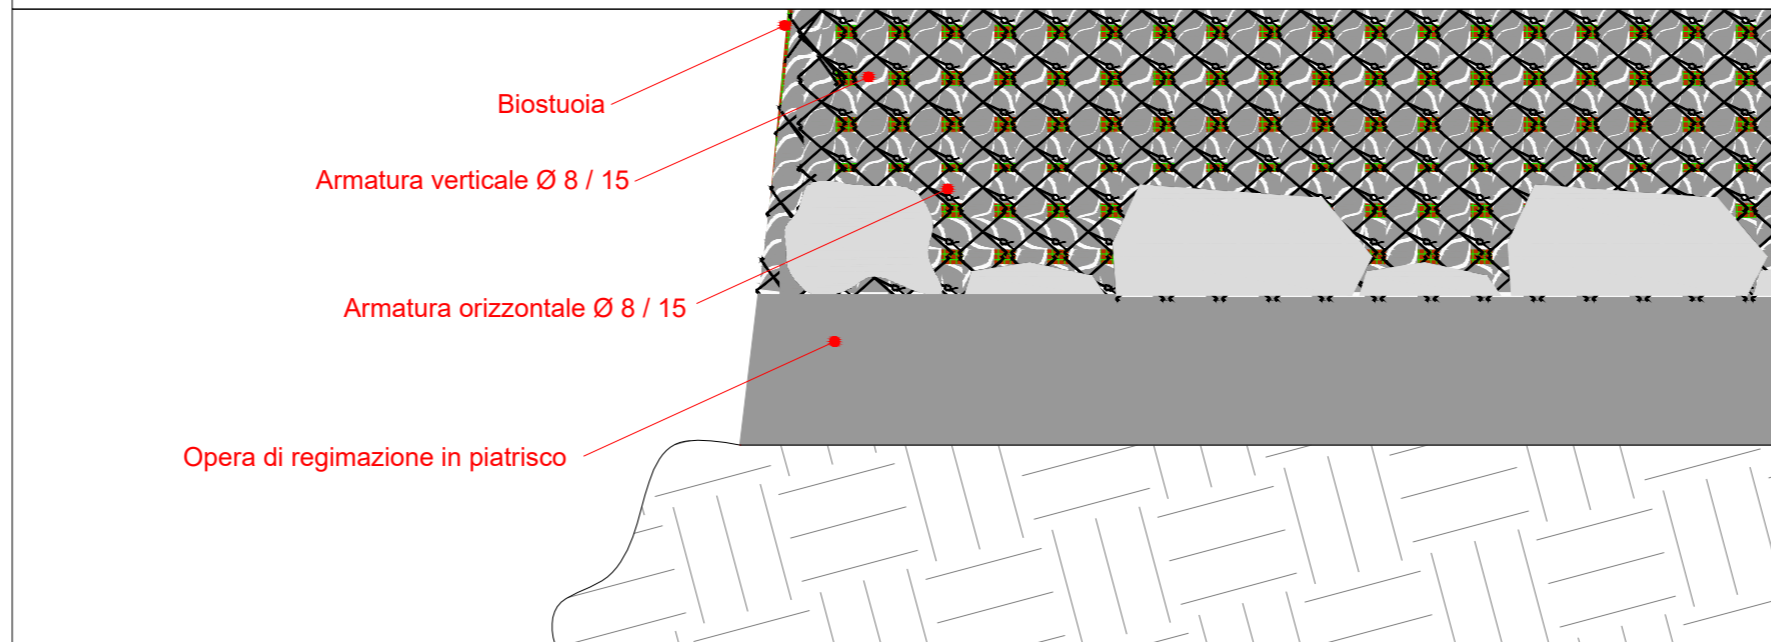 Biostuoia
Armatura verticale Ø 8 / 15
Armatura orizzontale Ø 8 / 15
Opera di regimazione in piatrisco